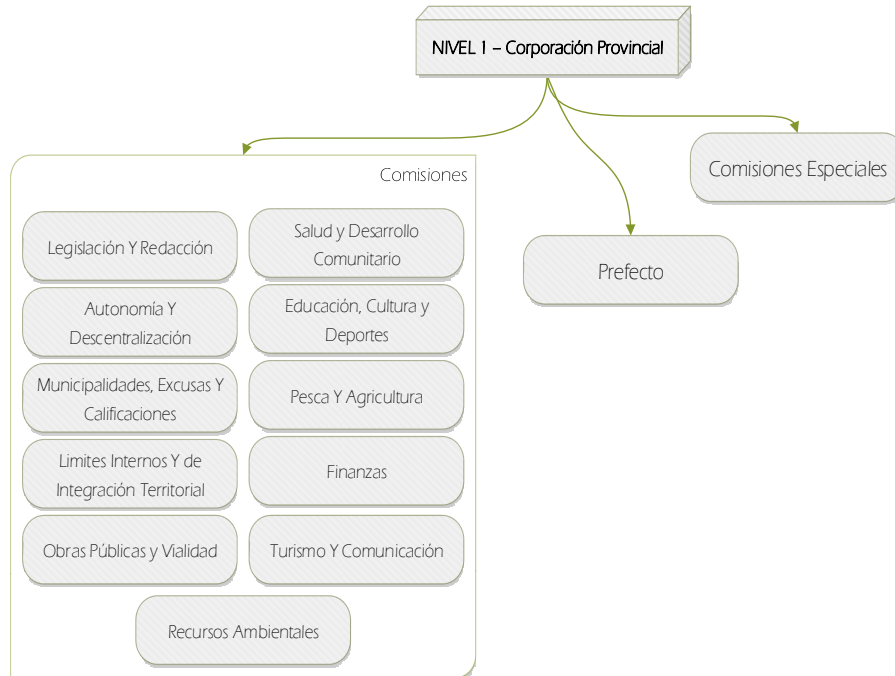 NIVEL 1 – Corporación Provincial
Comisiones Especiales
Comisiones
Legislación Y Redacción
Salud y Desarrollo
Comunitario
Prefecto
Autonomía Y
Descentralización
Educación, Cultura y
Deportes
Municipalidades, Excusas Y
Calificaciones
Pesca Y Agricultura
Limites Internos Y de
Integración Territorial
Finanzas
Obras Públicas y Vialidad
Turismo Y Comunicación
Recursos Ambientales